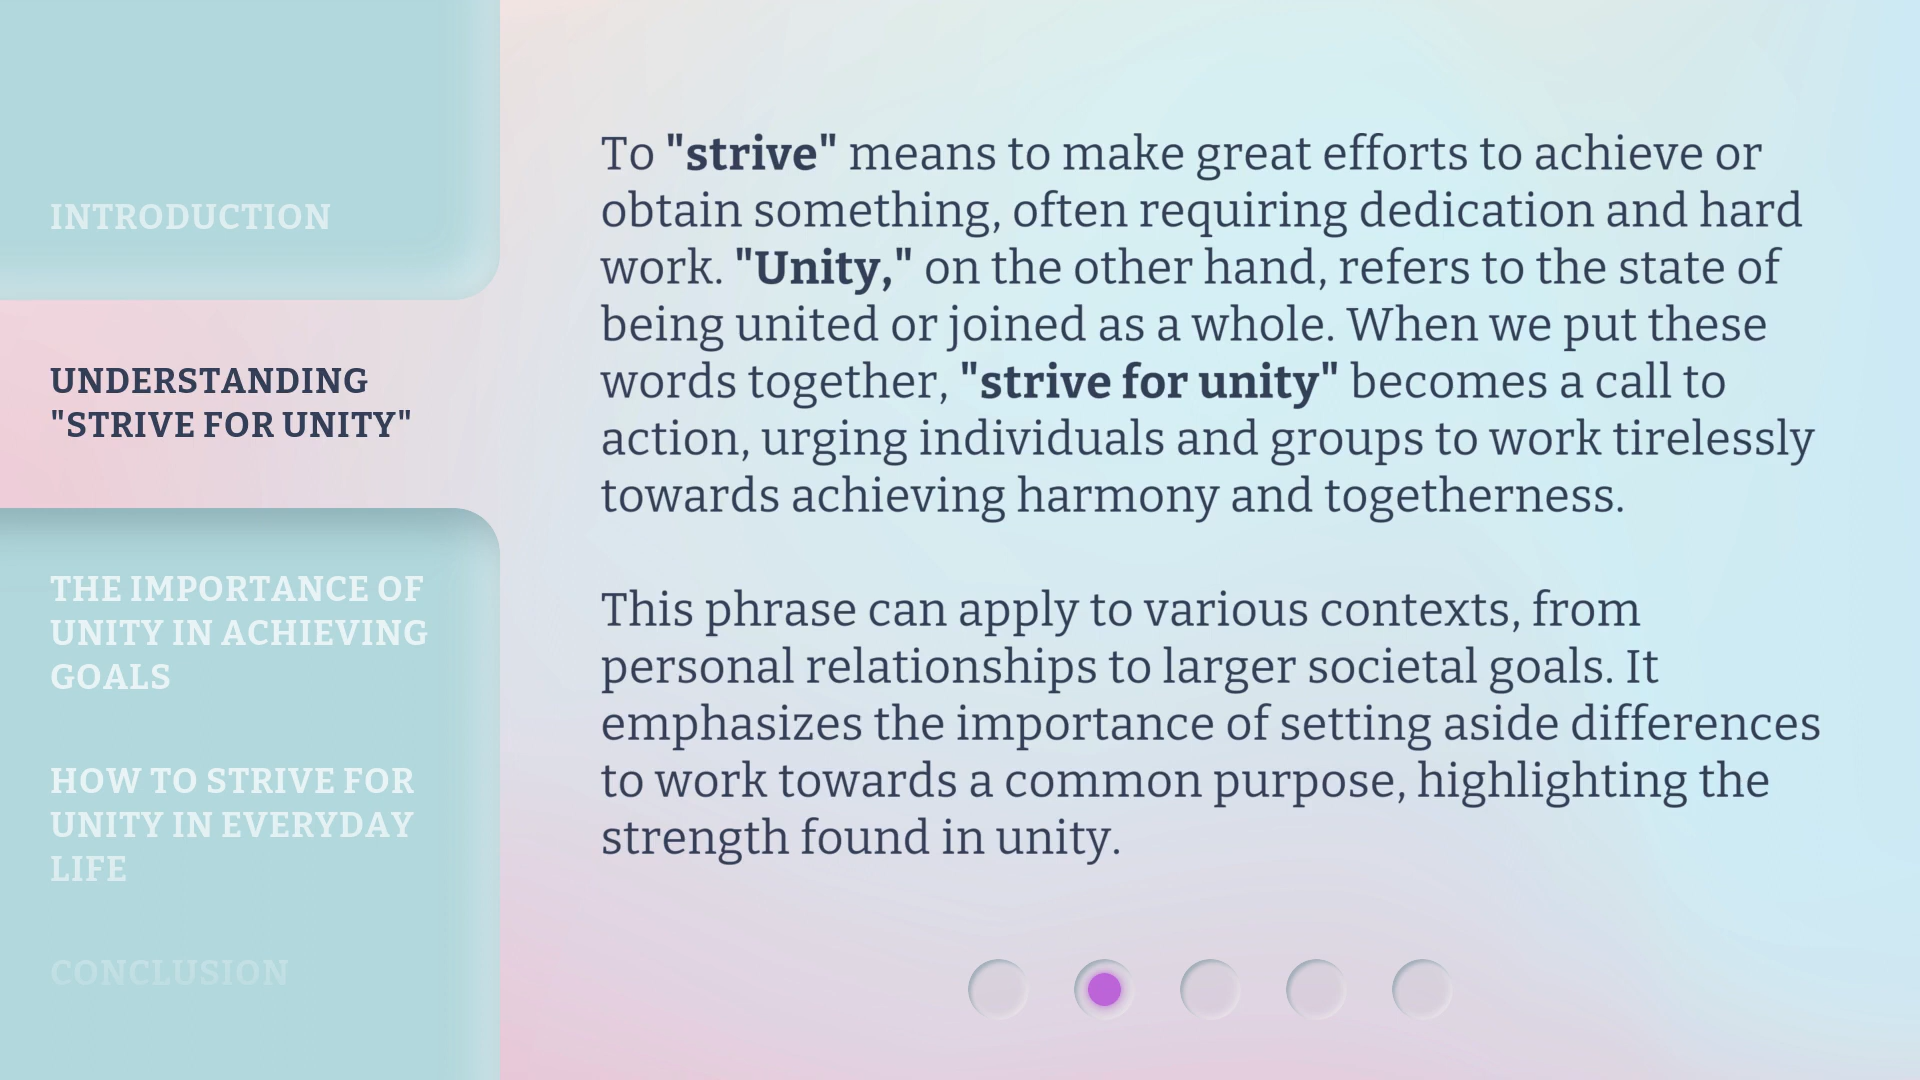 INTRODUCTION
UNDERSTANDING
"STRIVE FOR UNITY"
THE IMPORTANCE OF
UNITY IN ACHIEVING
GOALS
HOW TO STRIVE FOR
UNITY IN EVERYDAY
LIFE
CONCLUSION
To "strive" means to make great efforts to achieve or
obtain something, often requiring dedication and hard
work. "Unity," on the other hand, refers to the state of
being united or joined as a whole. When we put these
words together, "strive for unity" becomes a call to
action, urging individuals and groups to work tirelessly
towards achieving harmony and togetherness.
This phrase can apply to various contexts, from
personal relationships to larger societal goals. It
emphasizes the importance of setting aside differences
to work towards a common purpose, highlighting the
strength found in unity.